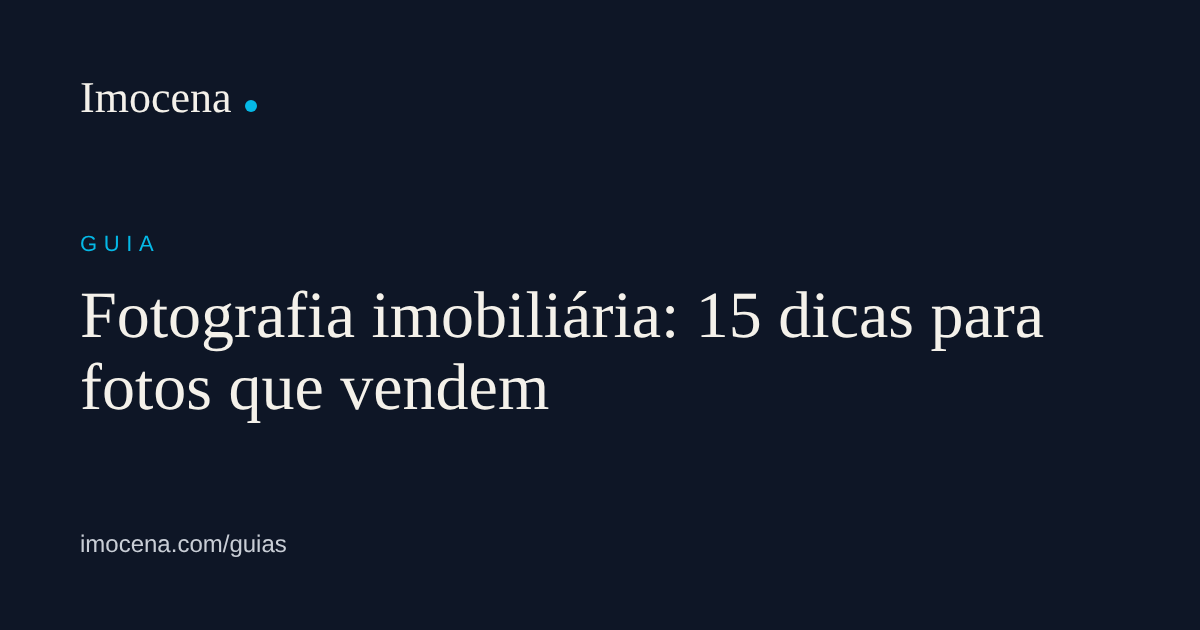 Imocena
GUIA
Fotografia imobiliária: 15 dicas para
fotos que vendem
imocena.com/guias